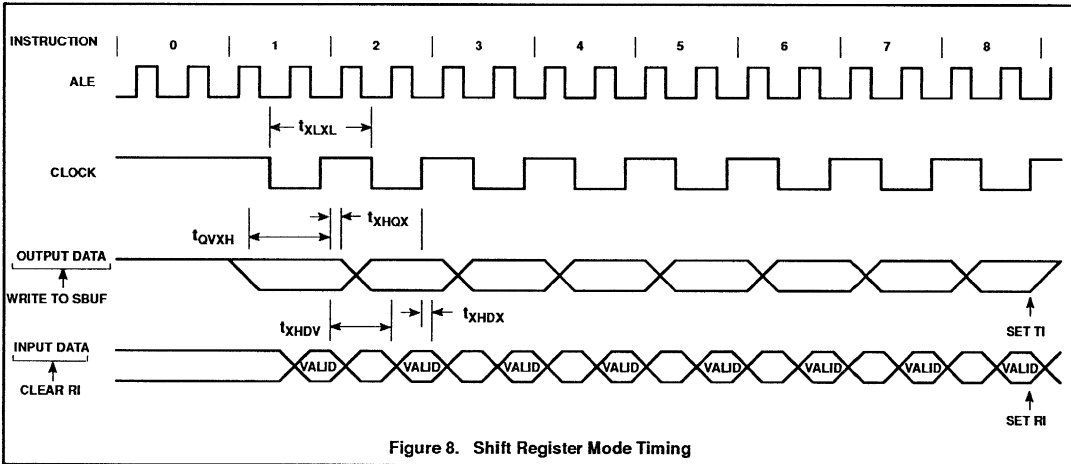 INSTRUCTION | 0 | 1 | 2 | 3 | 4 | 5 | 6 | 7 | 8 |
ALE
tXLXL
CLOCK
tXHQX
tQVXH
OUTPUT DATA
WRITE TO SBUF
tXHDX
tXHDV
SET TI
INPUT DATA
VALID VALID VALID VALID VALID VALID VALID VALID
CLEAR RI
SET RI
Figure 8. Shift Register Mode Timing